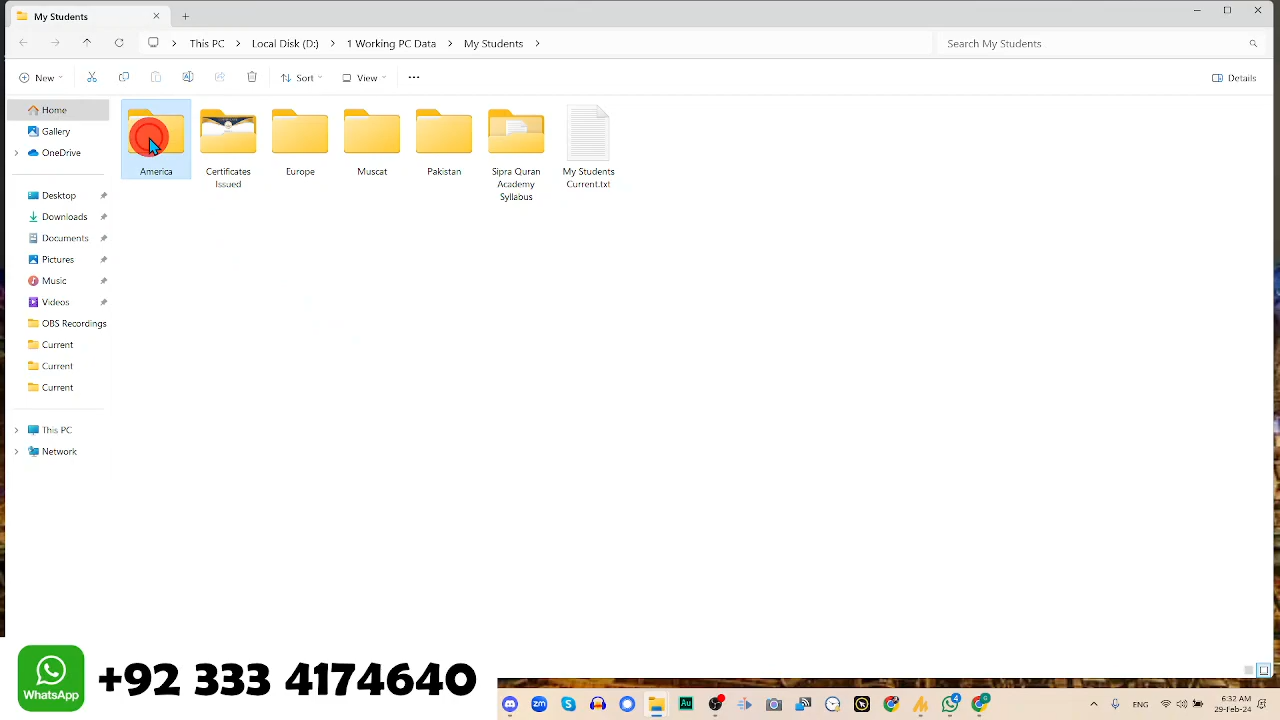 My Students
This PC
Local Disk (D:)
1 Working PC Data
My Students
Search My Students
New
Sort
View
Details
Home
Gallery
OneDrive
Desktop
Downloads
Documents
Pictures
Music
Videos
OBS Recordings
Current
Current
Current
This PC
Network
America
Certificates
Issued
Europe
Muscat
Pakistan
Sipra Quran
Academy
Syllabus
My Students
Current.txt
WhatsApp
+92 333 4174640
zm
S
Au
4
G
ENG
6:32 AM
29-Feb-24